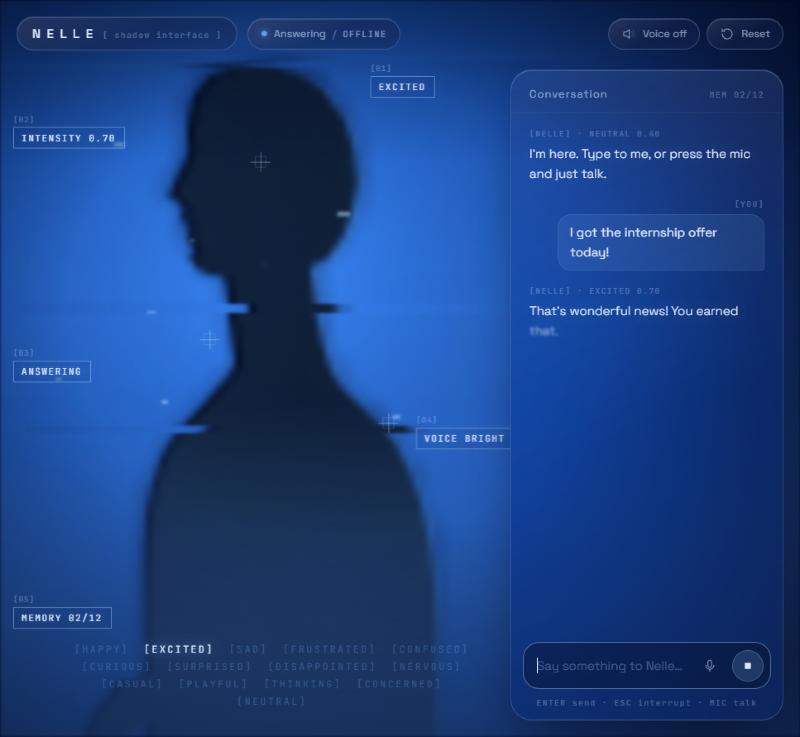 NELLE [ shadow interface ]
Answering / OFFLINE
Voice off
Reset
[01]
EXCITED
[02]
INTENSITY 0.70
[03]
ANSWERING
[04]
VOICE BRIGHT
[05]
MEMORY 02/12
[HAPPY] [EXCITED] [SAD] [FRUSTRATED] [CONFUSED]
[CURIOUS] [SURPRISED] [DISAPPOINTED] [NERVOUS]
[CASUAL] [PLAYFUL] [THINKING] [CONCERNED]
[NEUTRAL]
Conversation
MEM 02/12
[NELLE] · NEUTRAL 0.40
I'm here. Type to me, or press the mic
and just talk.
[YOU]
I got the internship offer
today!
[NELLE] · EXCITED 0.70
That's wonderful news! You earned
that.
Say something to Nelle...
ENTER send · ESC interrupt · MIC talk